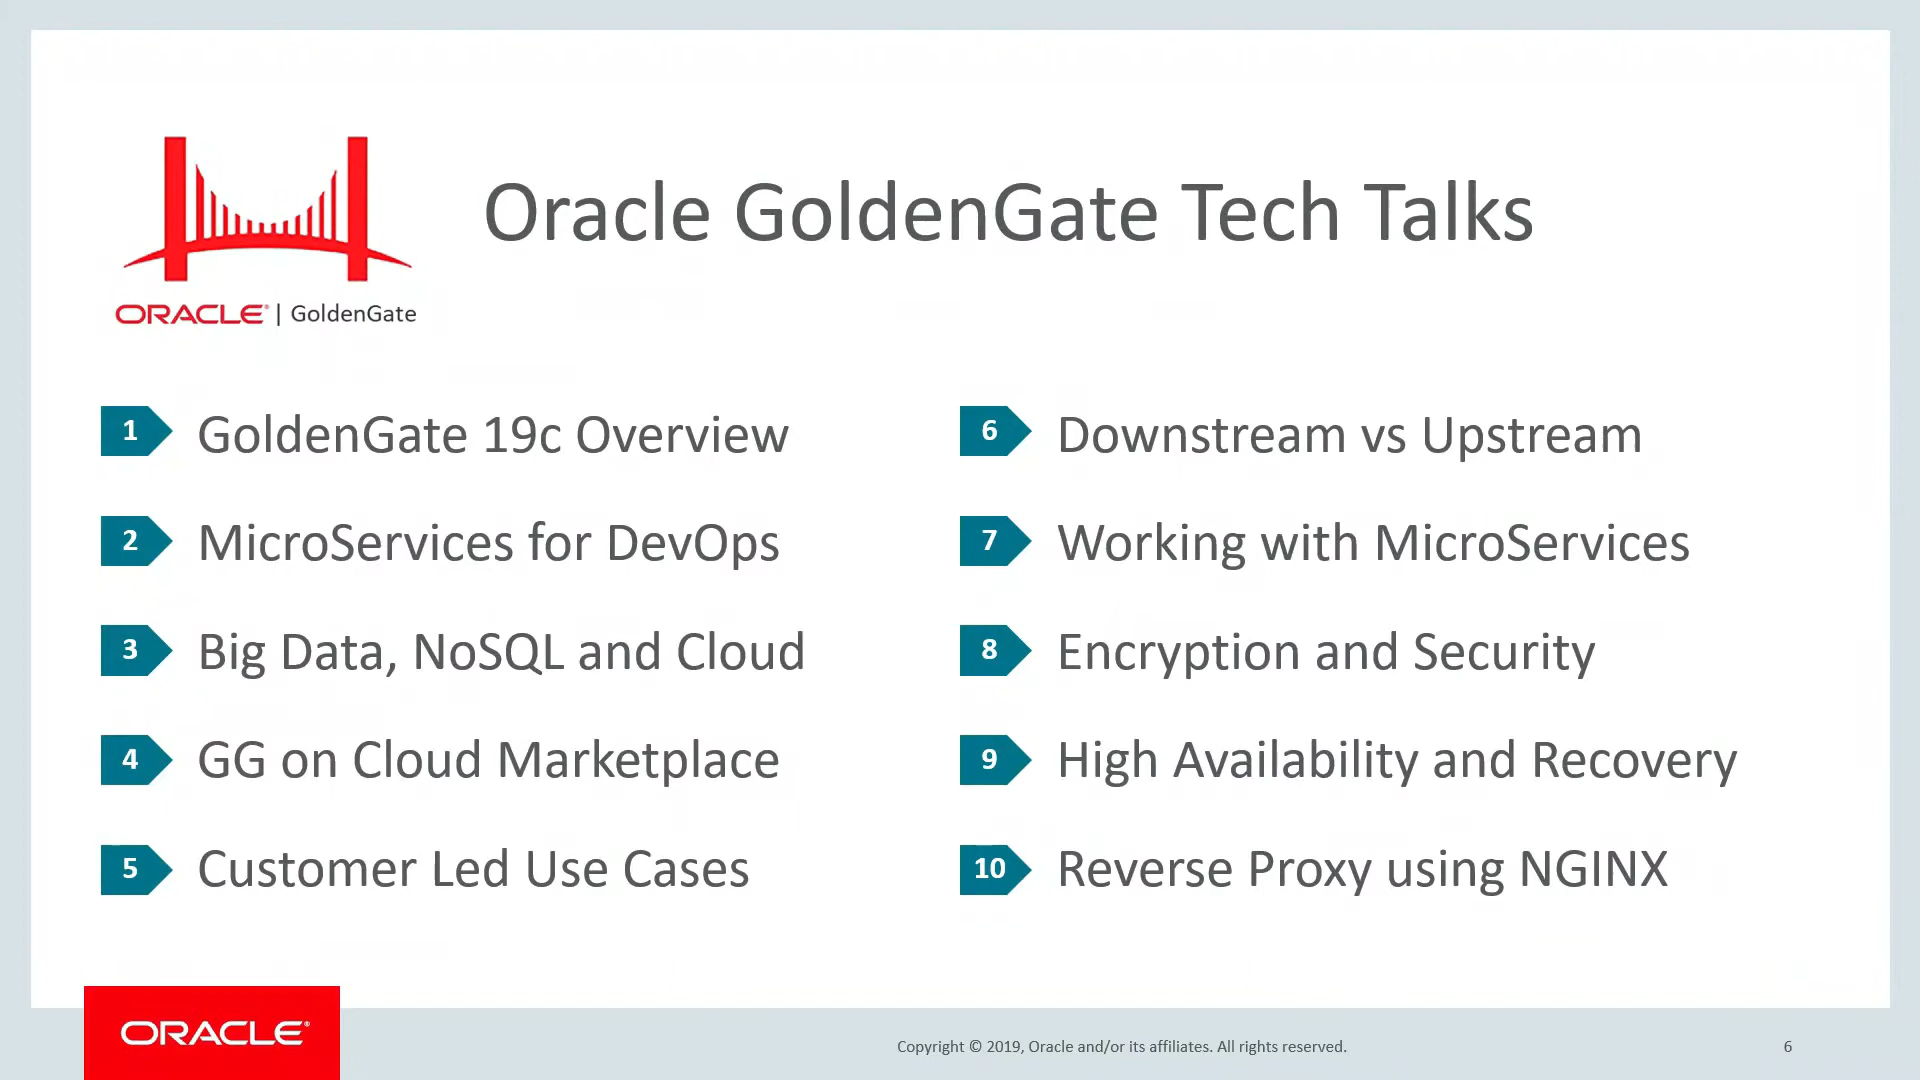 Oracle GoldenGate Tech Talks
ORACLE® | GoldenGate
1 GoldenGate 19c Overview
2 MicroServices for DevOps
3 Big Data, NoSQL and Cloud
4 GG on Cloud Marketplace
5 Customer Led Use Cases
6 Downstream vs Upstream
7 Working with MicroServices
8 Encryption and Security
9 High Availability and Recovery
10 Reverse Proxy using NGINX
ORACLE®
Copyright © 2019, Oracle and/or its affiliates. All rights reserved.
6